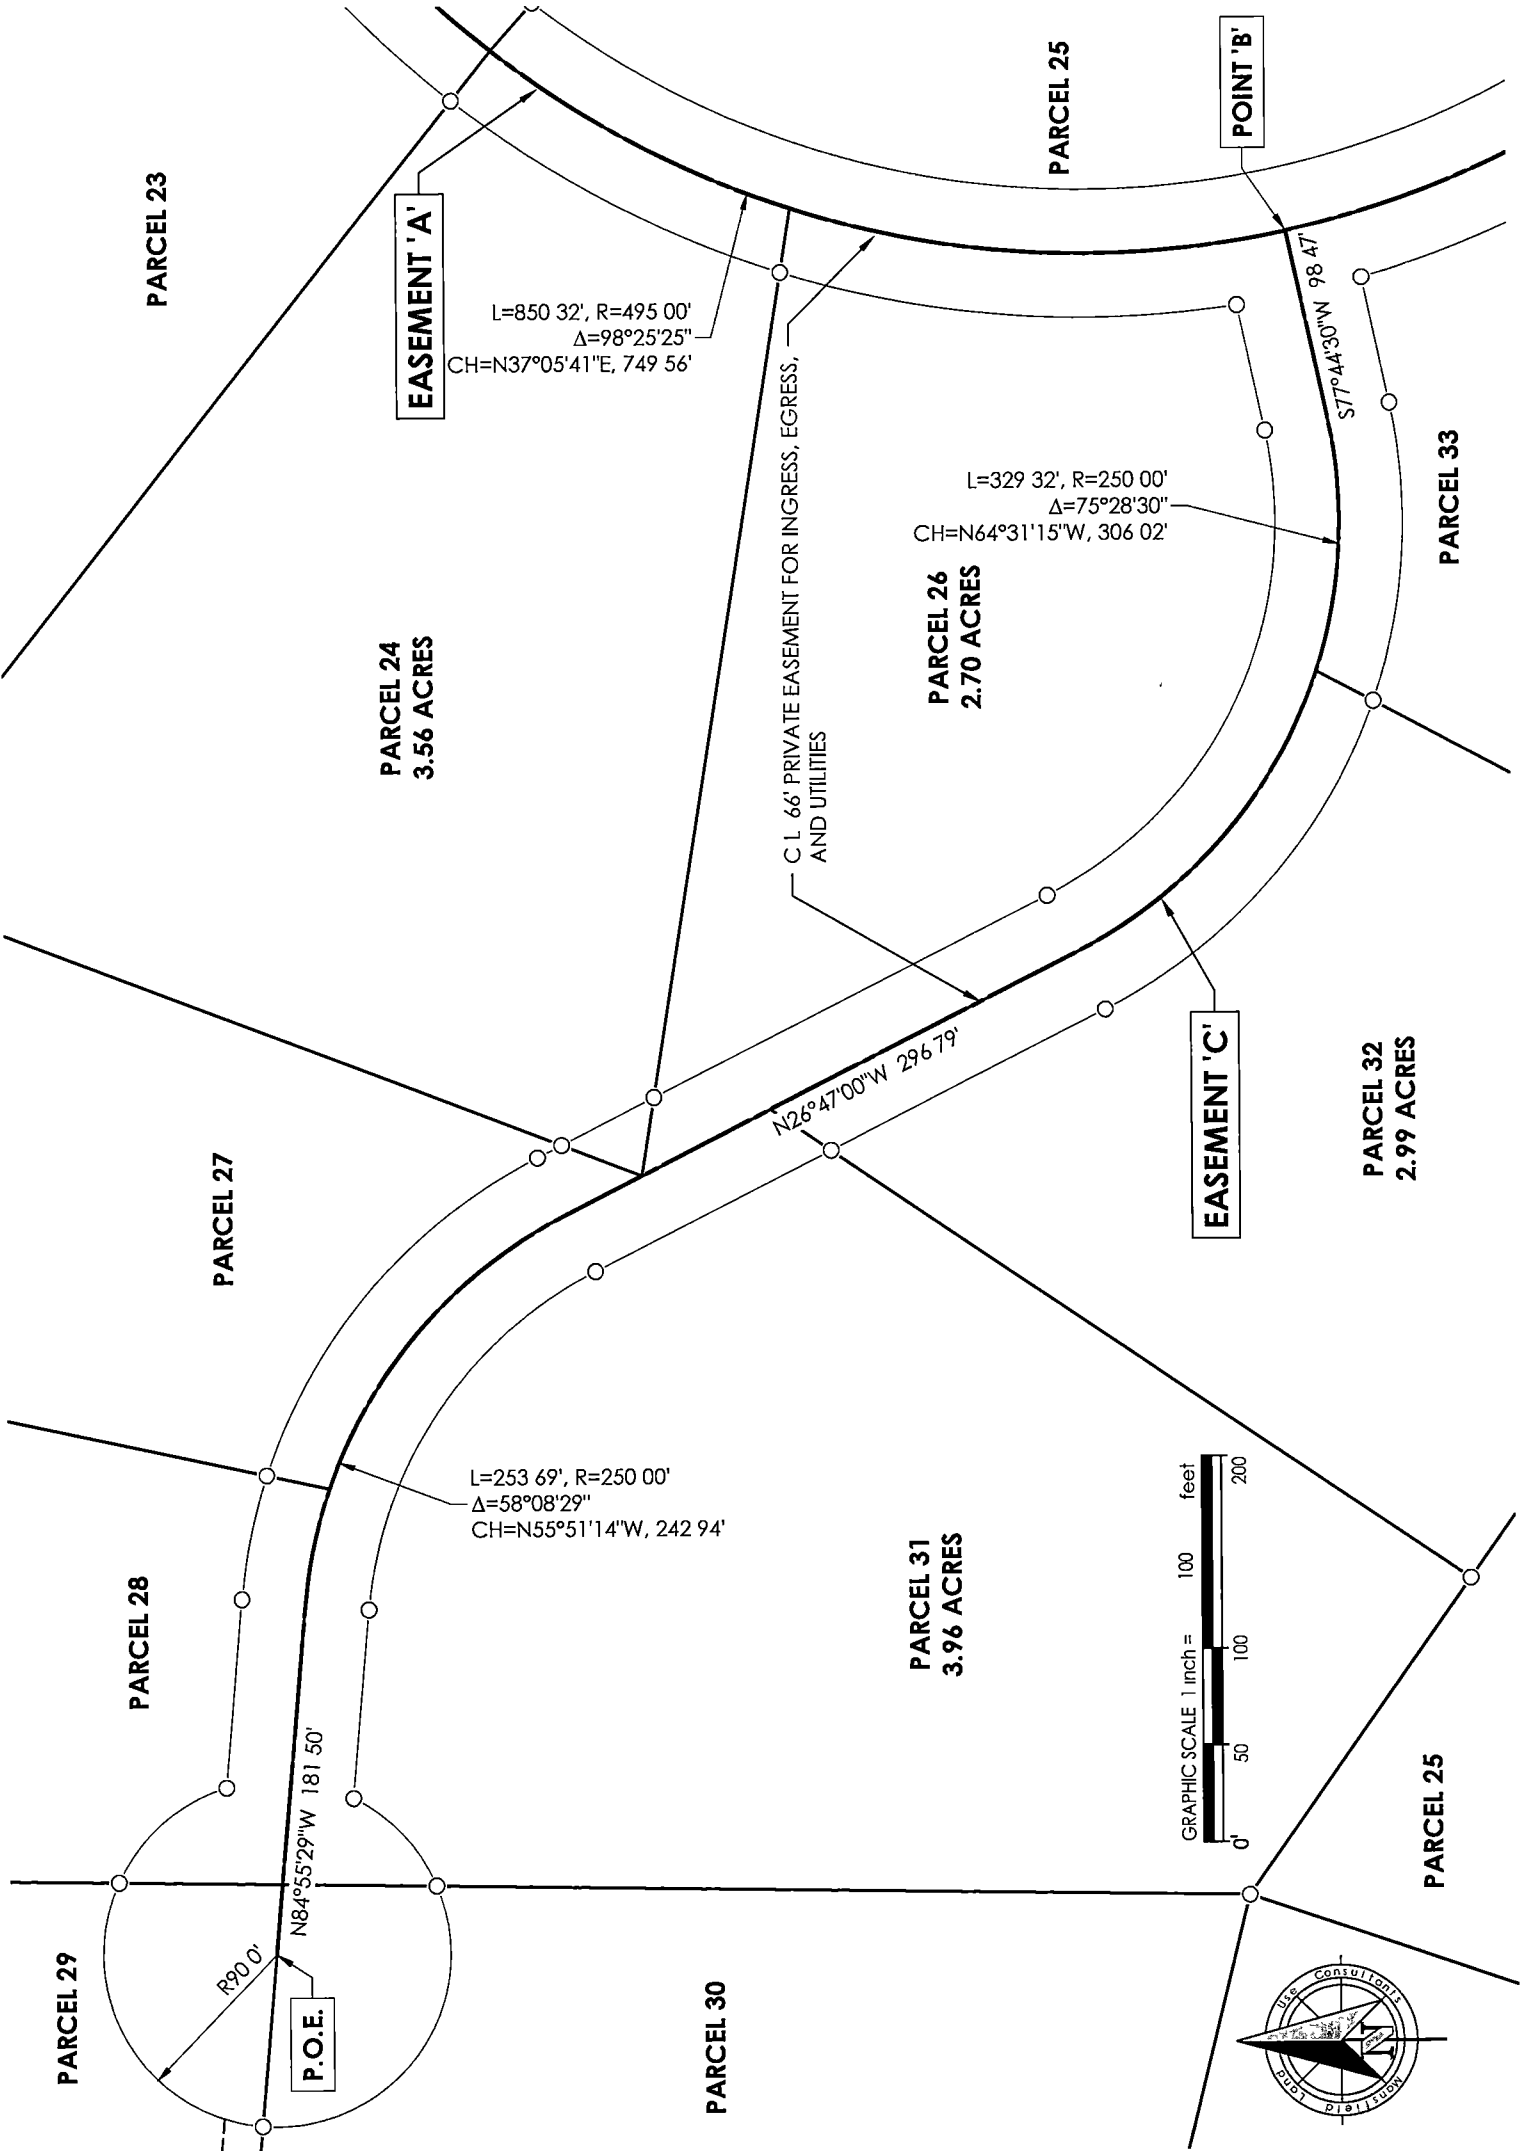 PARCEL 29
R90 0'
P.O.E.
N84°55'29"W 181 50'
PARCEL 30
PARCEL 28
PARCEL 27
L=253 69', R=250 00'
Δ=58°08'29"
CH=N55°51'14"W, 242 94'
PARCEL 31
3.96 ACRES
PARCEL 23
PARCEL 24
3.56 ACRES
EASEMENT 'A'
L=850 32', R=495 00'
Δ=98°25'25"
CH=N37°05'41"E, 749 56'
C L 66' PRIVATE EASEMENT FOR INGRESS, EGRESS,
AND UTILITIES
N26°47'00"W 296 79'
PARCEL 26
2.70 ACRES
L=329 32', R=250 00'
Δ=75°28'30"
CH=N64°31'15"W, 306 02'
PARCEL 25
POINT 'B'
S77°44'30"W 98 47'
PARCEL 33
EASEMENT 'C'
PARCEL 32
2.99 ACRES
GRAPHIC SCALE 1 inch = 100 feet
0' 50 100 200
PARCEL 25
Mansfield Land Use Consultants
N